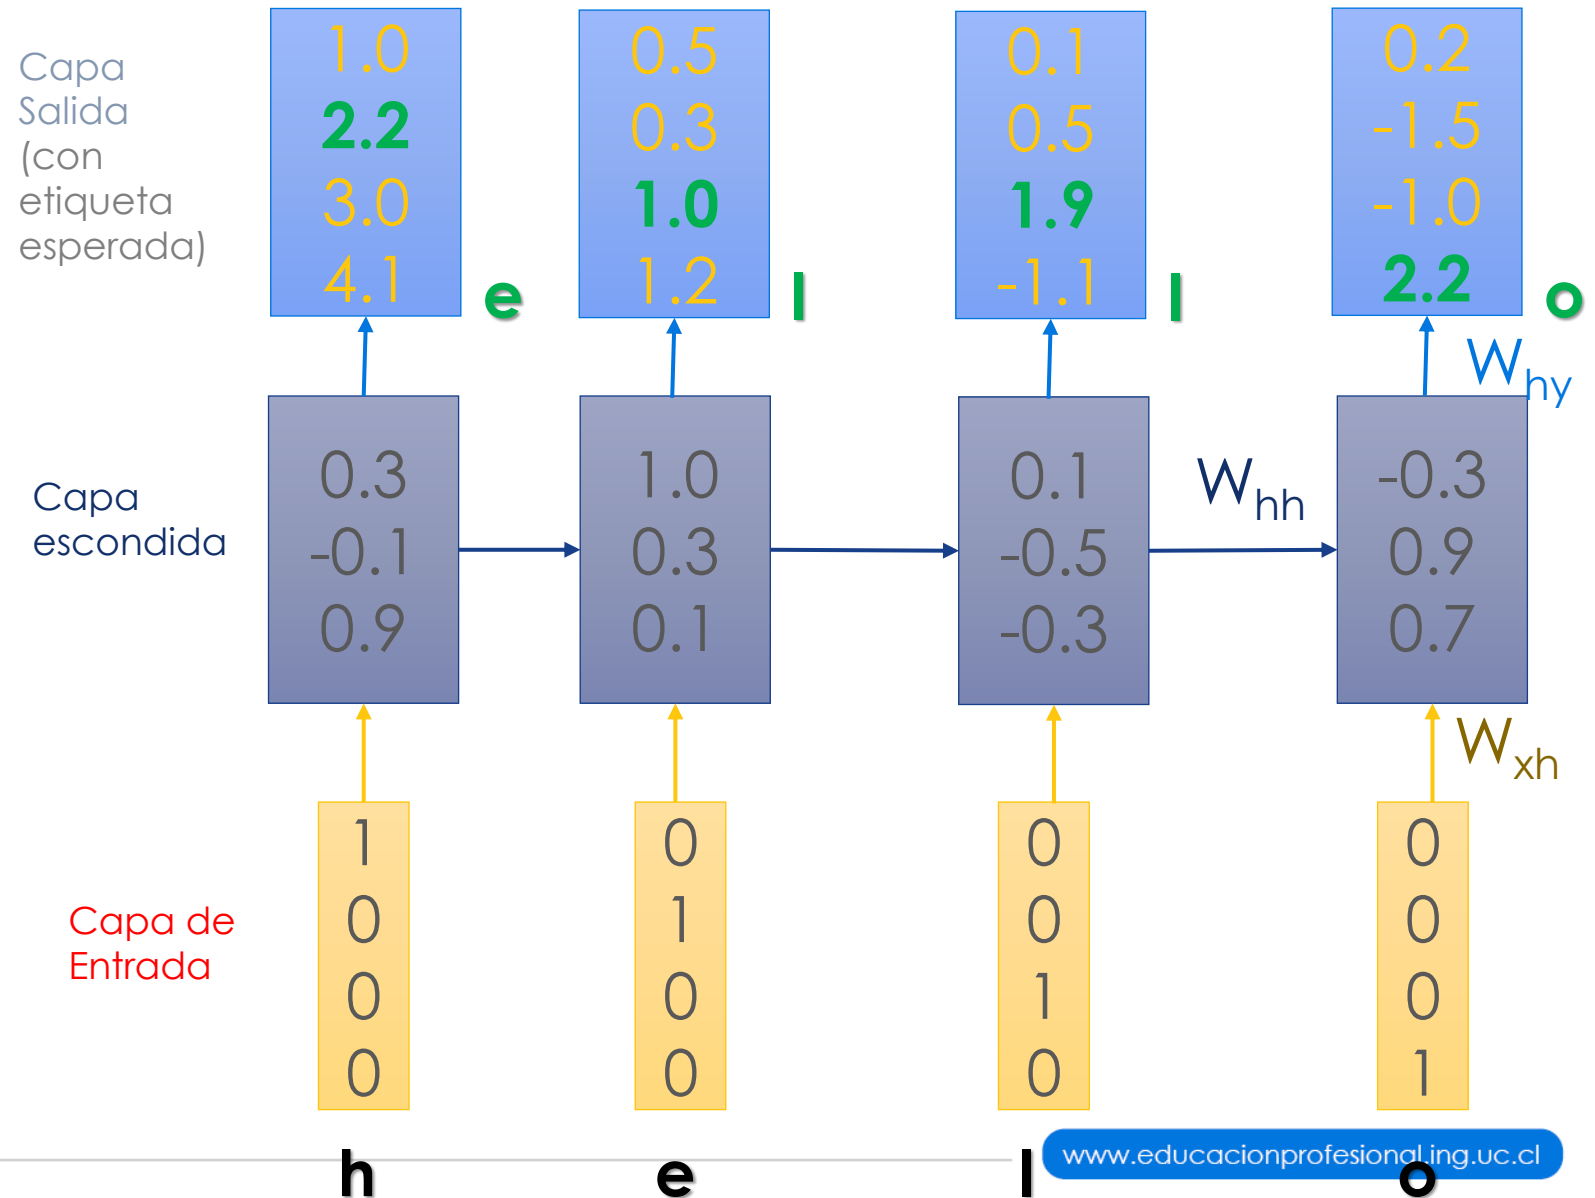 Capa
Salida
(con
etiqueta
esperada)
1.0
2.2
3.0
4.1
e
0.5
0.3
1.0
1.2
l
0.1
0.5
1.9
-1.1
l
0.2
-1.5
-1.0
2.2
o
Why
Capa
escondida
0.3
-0.1
0.9
1.0
0.3
0.1
0.1
-0.5
-0.3
Whh
-0.3
0.9
0.7
Wxh
Capa de
Entrada
1
0
0
0
0
1
0
0
0
0
1
0
0
0
0
1
h
e
l
o
www.educacionprofesional.ing.uc.cl